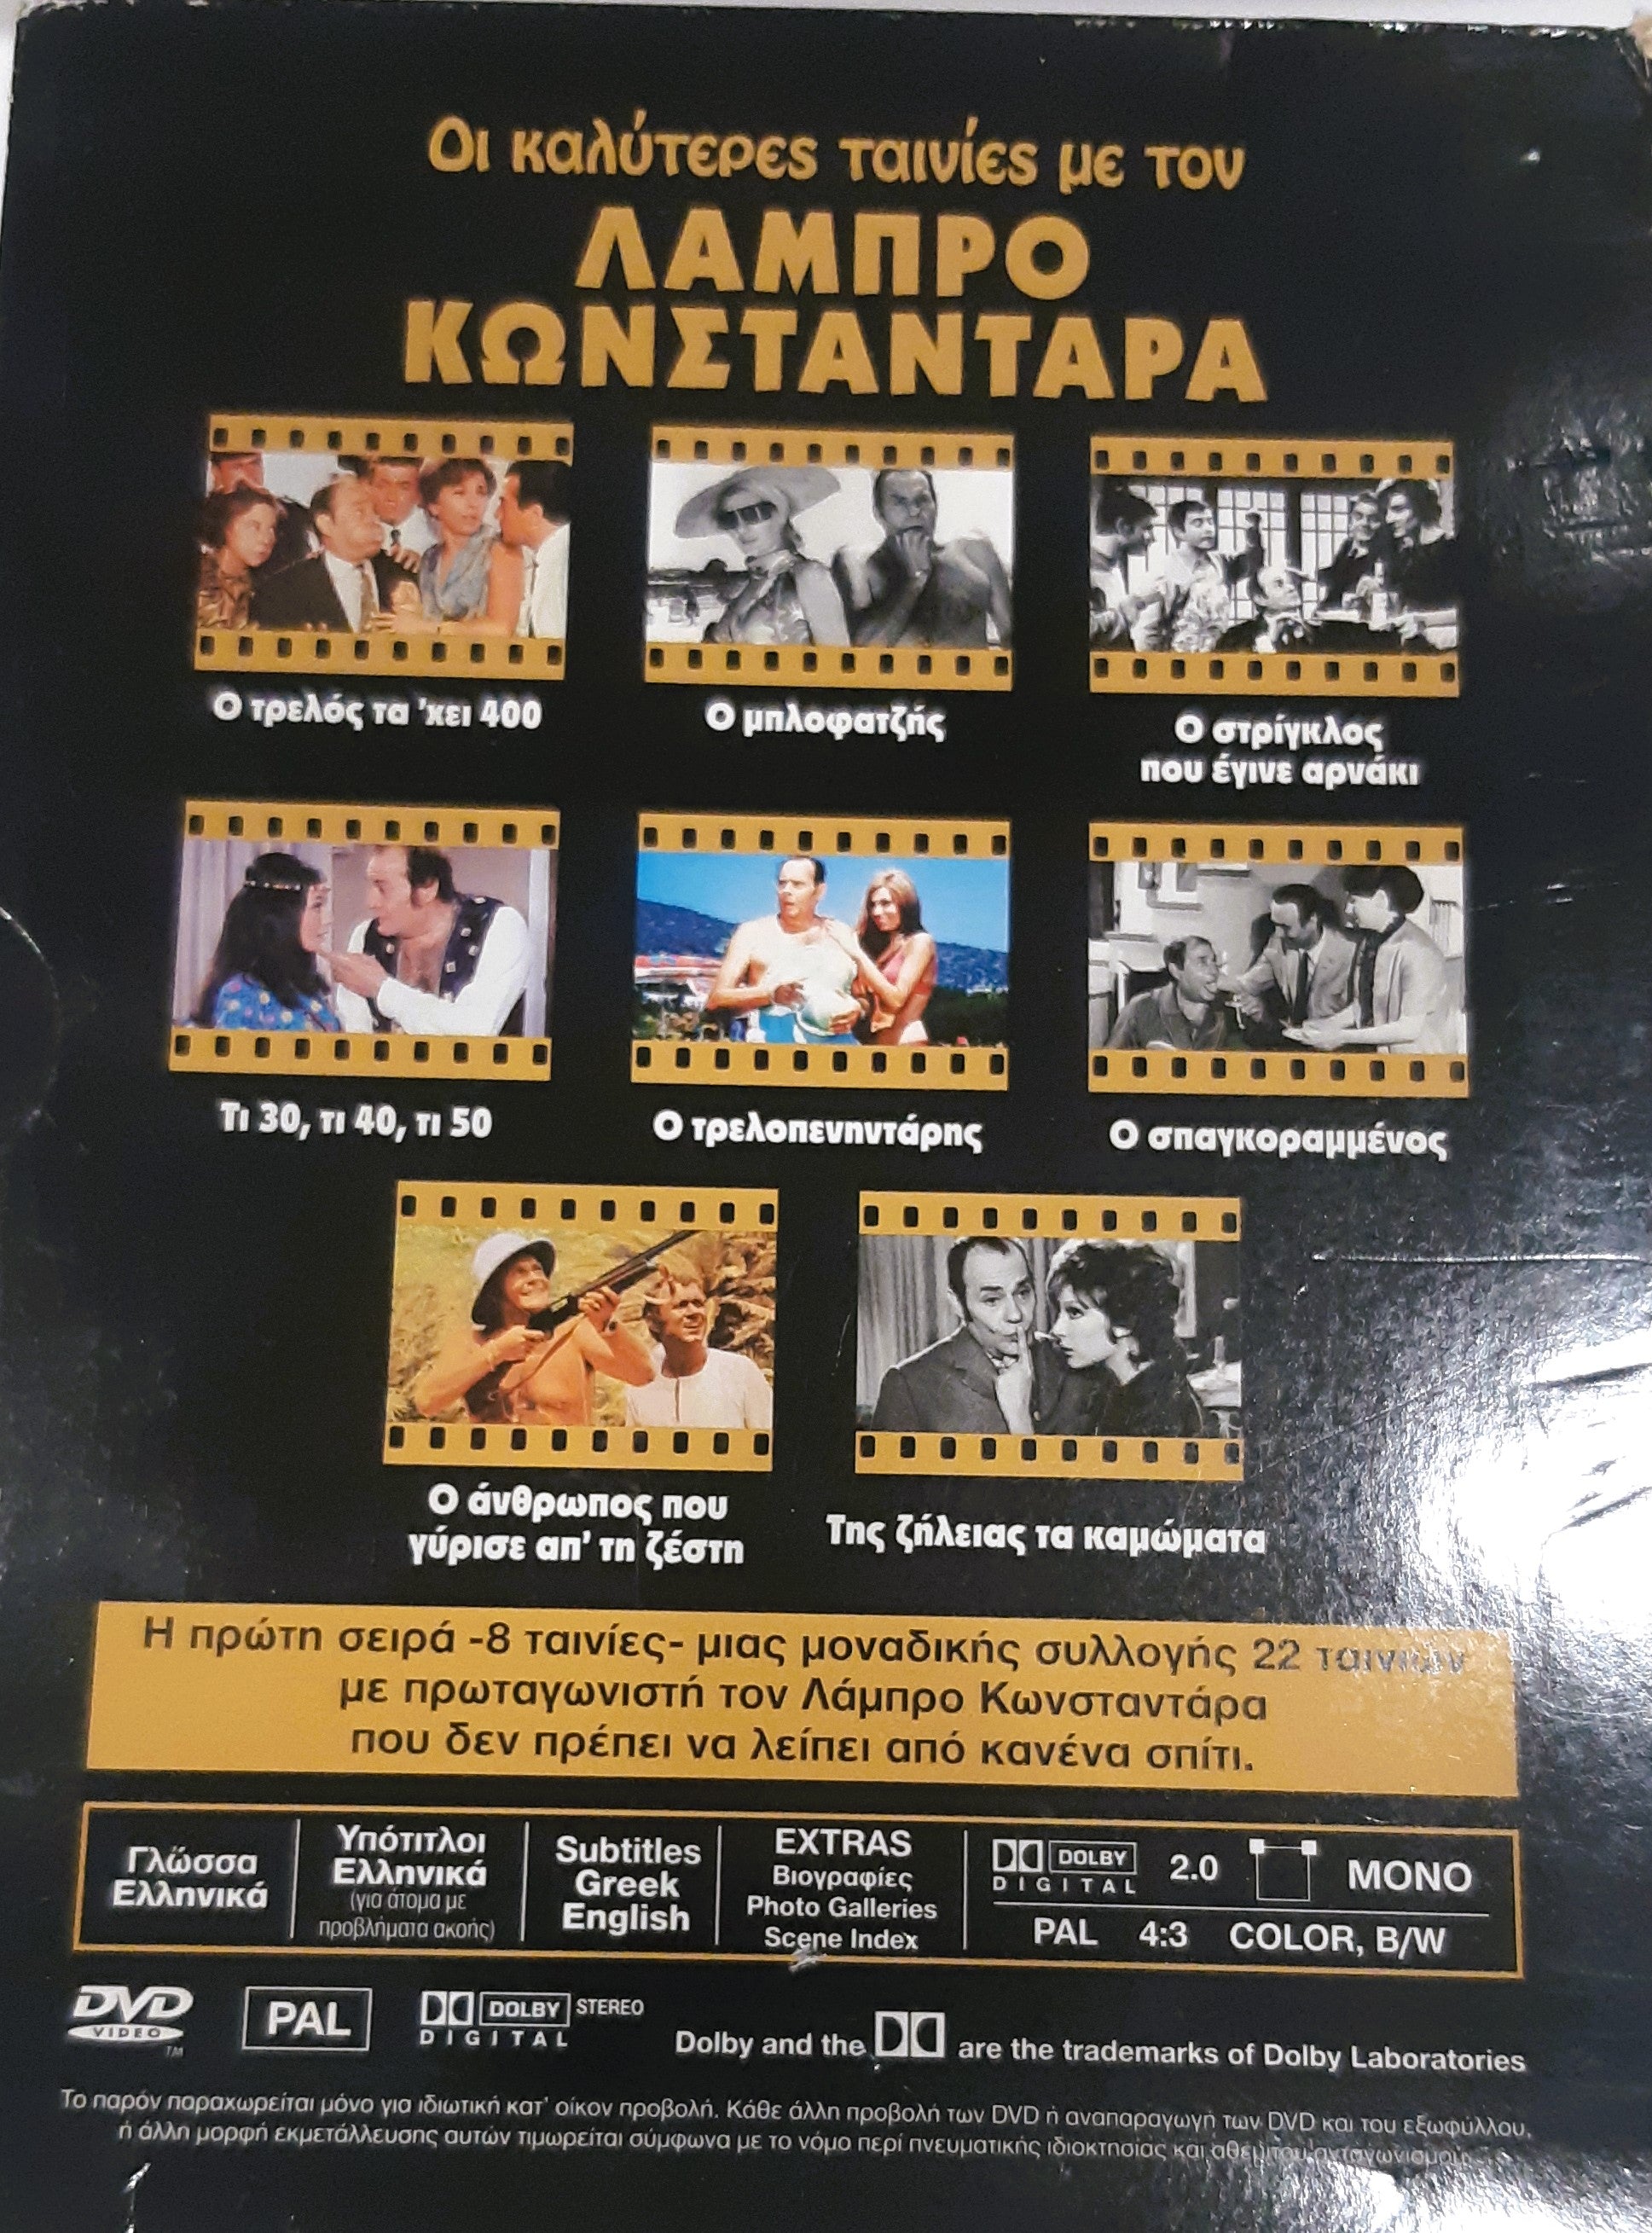 Οι καλύτερες ταινίες με τον
ΛΑΜΠΡΟ
ΚΩΝΣΤΑΝΤΑΡΑ
Ο τρελός τα 'χει 400
Ο μπλοφατζής
Ο στρίγκλος
που έγινε αρνάκι
Τι 30, τι 40, τι 50
Ο τρελοπενηντάρης
Ο σπαγκοραμμένος
Ο άνθρωπος που
γύρισε απ' τη ζέστη
Της ζήλειας τα καμώματα
Η πρώτη σειρά -8 ταινίες- μιας μοναδικής συλλογής 22 ταινιών
με πρωταγωνιστή τον Λάμπρο Κωνσταντάρα
που δεν πρέπει να λείπει από κανένα σπίτι.
Γλώσσα
Ελληνικά
Υπότιτλοι
Ελληνικά
(για άτομα με
προβλήματα ακοής)
Subtitles
Greek
English
EXTRAS
Βιογραφίες
Photo Galleries
Scene Index
DOLBY
DIGITAL
2.0
MONO
PAL 4:3 COLOR, B/W
DVD
VIDEO
TM
PAL
DOLBY STEREO
DIGITAL
Dolby and the are the trademarks of Dolby Laboratories
Το παρόν παραχωρείται μόνο για ιδιωτική κατ' οίκον προβολή. Κάθε άλλη προβολή των DVD ή αναπαραγωγή των DVD και του εξωφύλλου,
ή άλλη μορφή εκμετάλλευσης αυτών τιμωρείται σύμφωνα με το νόμο περί πνευματικής ιδιοκτησίας και αθεμίτου ανταγωνισμού.